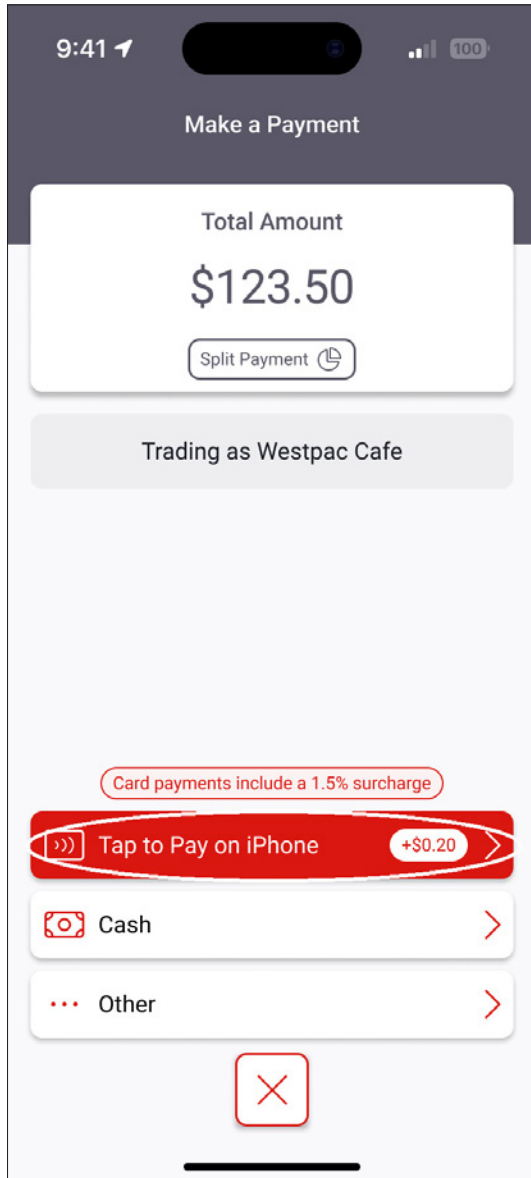 9:41
100
Make a Payment
Total Amount
$123.50
Split Payment
Trading as Westpac Cafe
Card payments include a 1.5% surcharge
Tap to Pay on iPhone +$0.20
Cash
Other